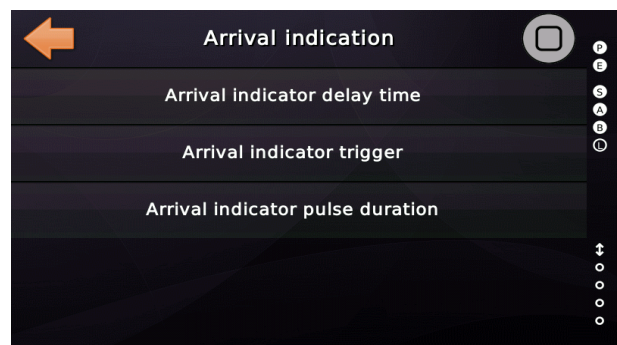 Arrival indication
Arrival indicator delay time
Arrival indicator trigger
Arrival indicator pulse duration
P
E
S
A
B
L